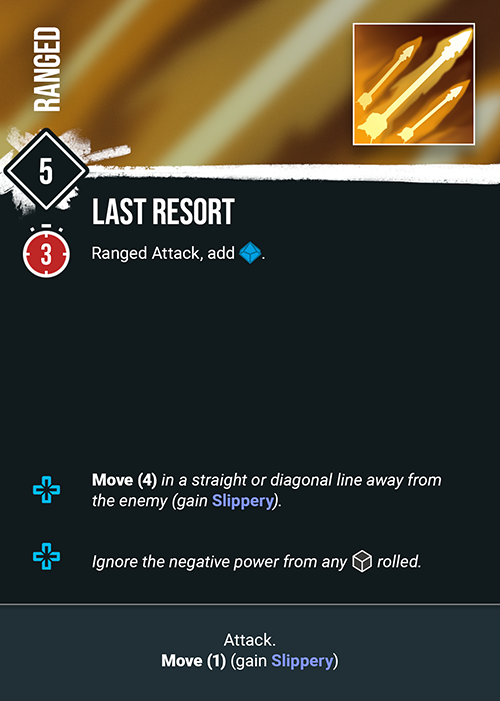 RANGED
5
LAST RESORT
3
Ranged Attack, add .
Move (4) in a straight or diagonal line away from
the enemy (gain Slippery).
Ignore the negative power from any rolled.
Attack.
Move (1) (gain Slippery)